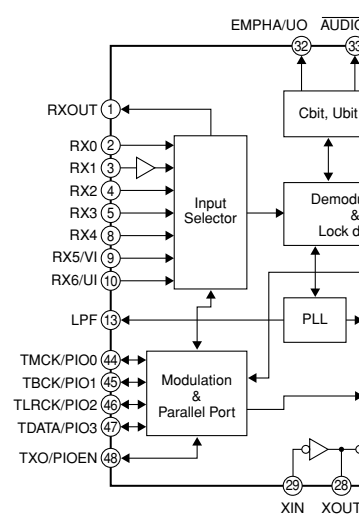 EMPHA/UO AUDIO
32 33
RXOUT 1
Cbit, Ubit
RX0 2
RX1 3
RX2 4
RX3 5
RX4 8
RX5/VI 9
RX6/UI 10
Input
Selector
&
Lock
LPF 13
PLL
TMCK/PIO0 44
TBCK/PIO1 45
TLRCK/PIO2 46
TDATA/PIO3 47
TXO/PIOEN 48
Modulation
&
Parallel Port
29 28
XIN XOUT